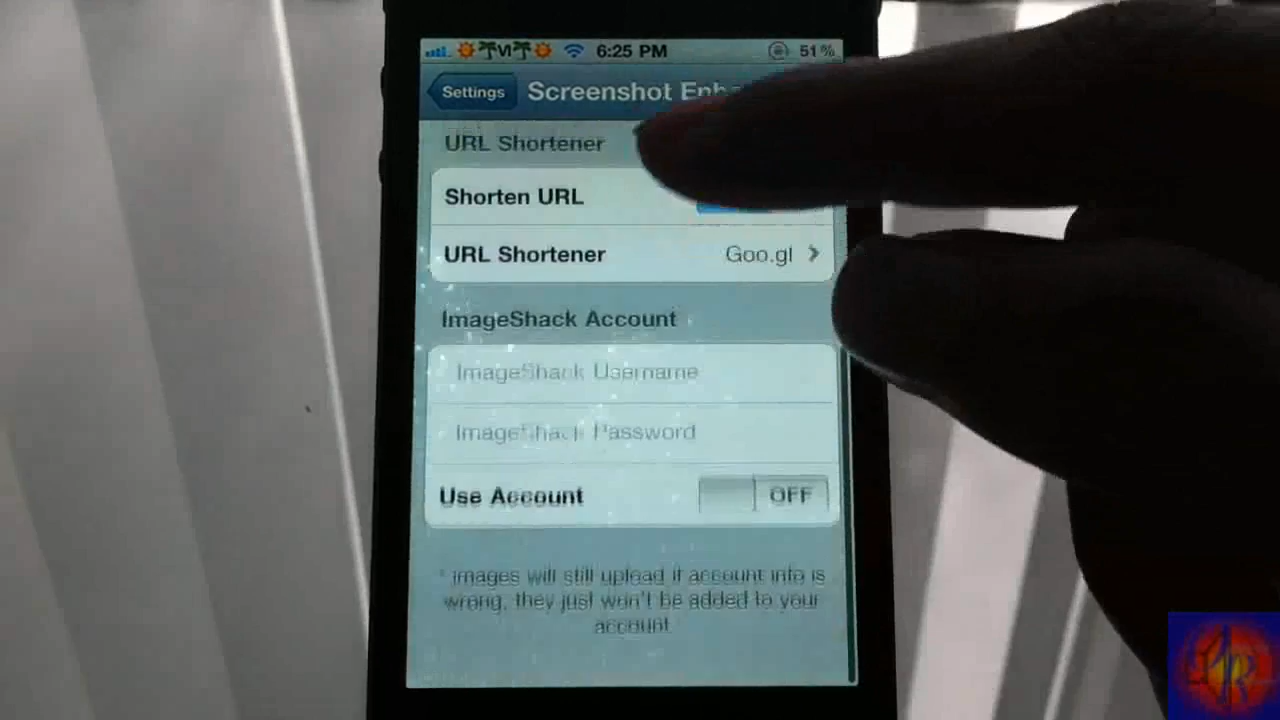 VI 6:25 PM 51%
Settings Screenshot
URL Shortener
Shorten URL
URL Shortener Goo.gl
ImageShack Account
ImageShack Username
ImageShack Password
Use Account OFF
* Images will still upload if account info is
wrong, they just won't be added to your
account.